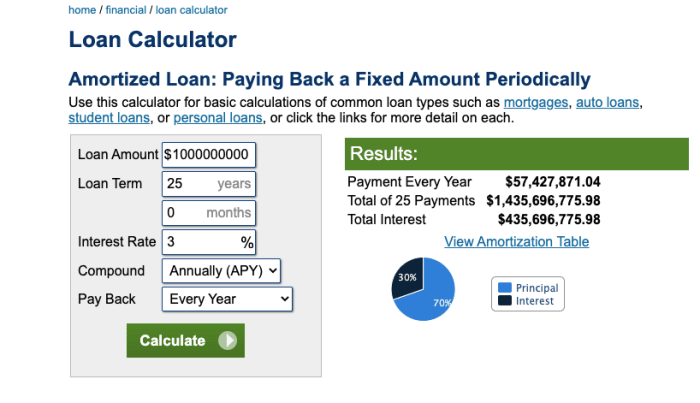 home / financial / loan calculator
Loan Calculator
Amortized Loan: Paying Back a Fixed Amount Periodically
Use this calculator for basic calculations of common loan types such as mortgages, auto loans,
student loans, or personal loans, or click the links for more detail on each.
Loan Amount $1000000000
Loan Term 25 years
0 months
Interest Rate 3 %
Compound Annually (APY)
Pay Back Every Year
Calculate
Results:
Payment Every Year $57,427,871.04
Total of 25 Payments $1,435,696,775.98
Total Interest $435,696,775.98
View Amortization Table
30%
70%
Principal
Interest